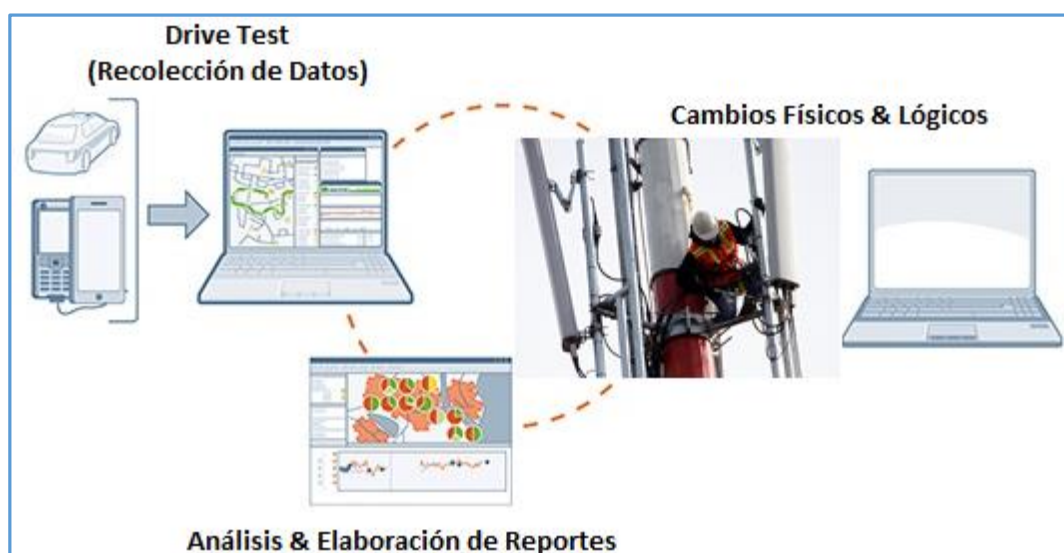 Drive Test
(Recolección de Datos)
Cambios Físicos & Lógicos
Análisis & Elaboración de Reportes